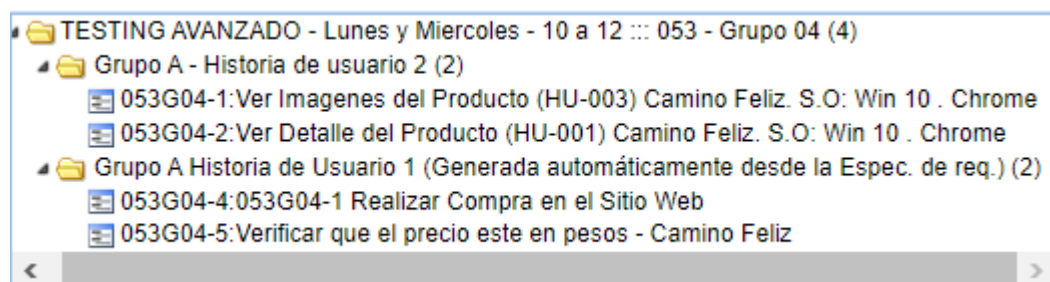 TESTING AVANZADO - Lunes y Miercoles - 10 a 12 ::: 053 - Grupo 04 (4)
Grupo A - Historia de usuario 2 (2)
053G04-1:Ver Imagenes del Producto (HU-003) Camino Feliz. S.O: Win 10 . Chrome
053G04-2:Ver Detalle del Producto (HU-001) Camino Feliz. S.O: Win 10 . Chrome
Grupo A Historia de Usuario 1 (Generada automáticamente desde la Espec. de req.) (2)
053G04-4:053G04-1 Realizar Compra en el Sitio Web
053G04-5:Verificar que el precio este en pesos - Camino Feliz